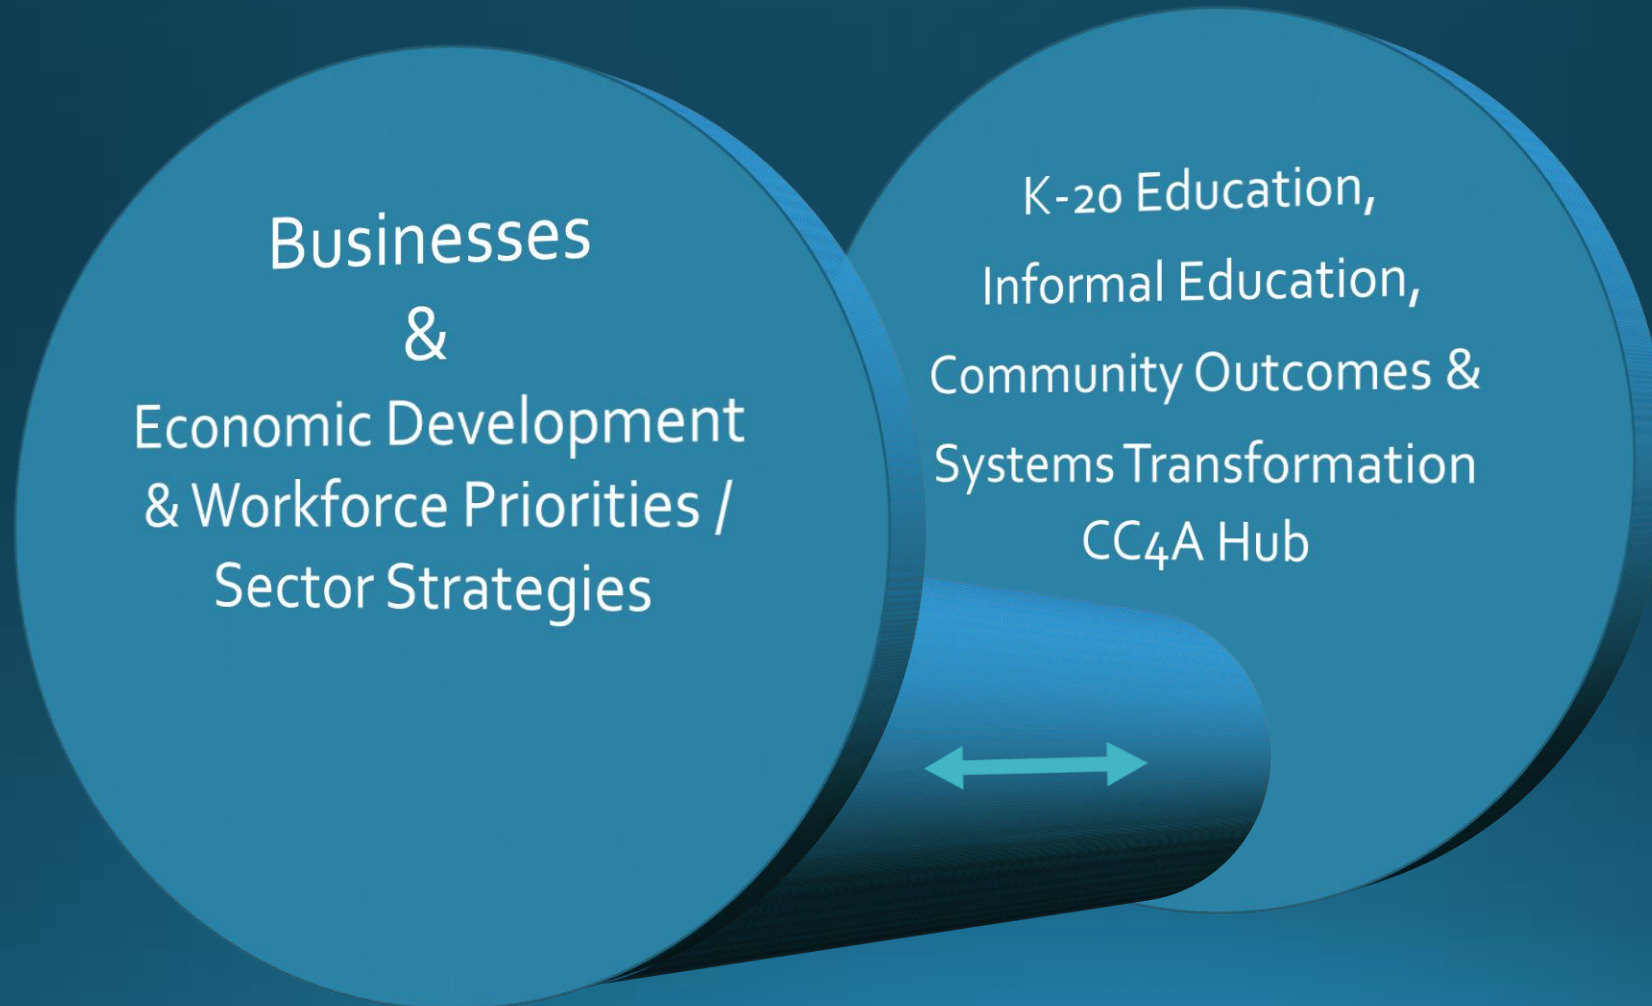 Businesses
&
Economic Development
& Workforce Priorities /
Sector Strategies
K-20 Education,
Informal Education,
Community Outcomes &
Systems Transformation
CC4A Hub